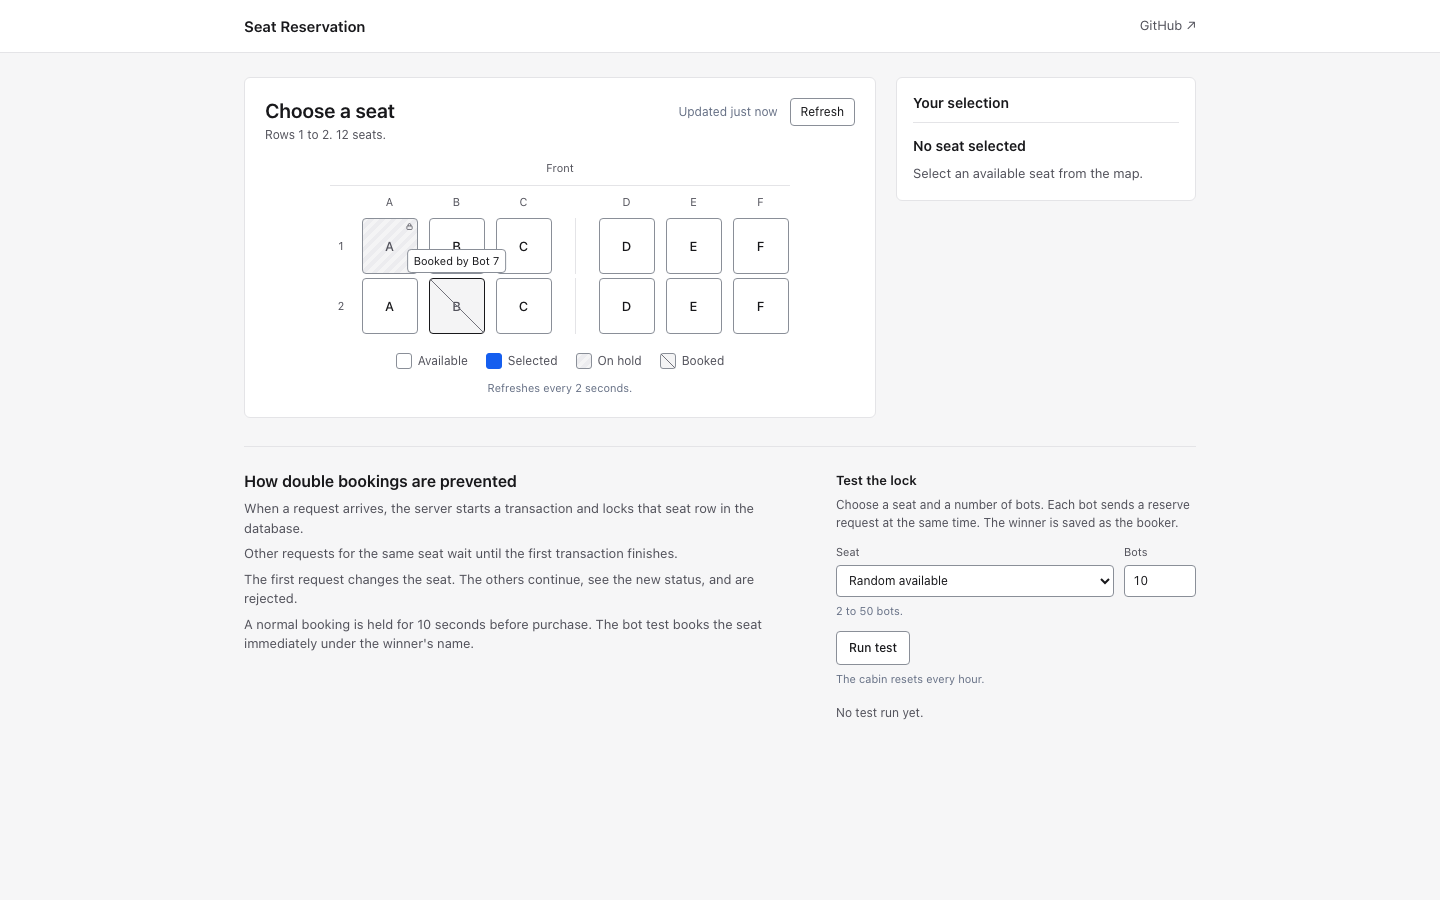 Seat Reservation
GitHub ↗
Choose a seat
Updated just now
Refresh
Rows 1 to 2. 12 seats.
Front
A B C D E F
1 A B C D E F
Booked by Bot 7
2 A B C D E F
Available Selected On hold Booked
Refreshes every 2 seconds.
Your selection
No seat selected
Select an available seat from the map.
How double bookings are prevented
When a request arrives, the server starts a transaction and locks that seat row in the
database.
Other requests for the same seat wait until the first transaction finishes.
The first request changes the seat. The others continue, see the new status, and are
rejected.
A normal booking is held for 10 seconds before purchase. The bot test books the seat
immediately under the winner's name.
Test the lock
Choose a seat and a number of bots. Each bot sends a reserve
request at the same time. The winner is saved as the booker.
Seat Bots
Random available 10
2 to 50 bots.
Run test
The cabin resets every hour.
No test run yet.